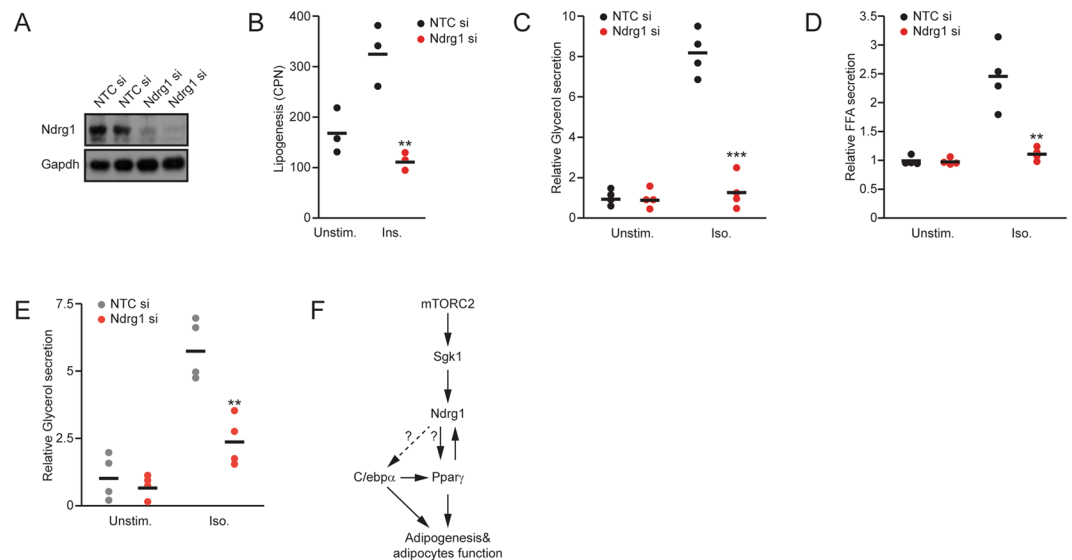 A
NTC si
NTC si
Ndrg1 si
Ndrg1 si
Ndrg1
Gapdh
B
NTC si
Ndrg1 si
Lipogenesis (CPN)
400
300
200
100
0
**
Unstim.
Ins.
C
NTC si
Ndrg1 si
Relative Glycerol secretion
10
8
6
4
2
0
***
Unstim.
Iso.
D
NTC si
Ndrg1 si
Relative FFA secretion
3.5
3
2.5
2
1.5
1
0.5
0
**
Unstim.
Iso.
E
NTC si
Ndrg1 si
Relative Glycerol secretion
7.5
5
2.5
0
**
Unstim.
Iso.
F
mTORC2
Sgk1
Ndrg1
? ?
C/ebpα
Pparγ
Adipogenesis&
adipocytes function